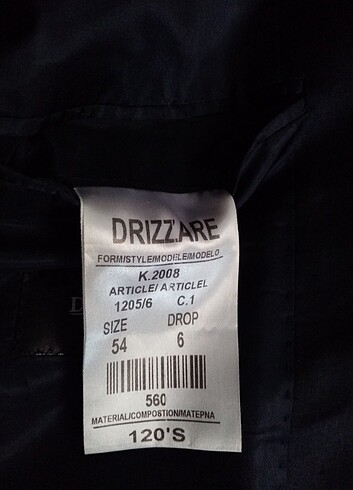 DRIZZARE
FORM/STYLE/MODELE/MODELO
K.2008
ARTICLE/ ARTICLEL
1205/6 C.1
SIZE DROP
54 6
560
MATERIAL/COMPOSTION/MATEPNA
120'S